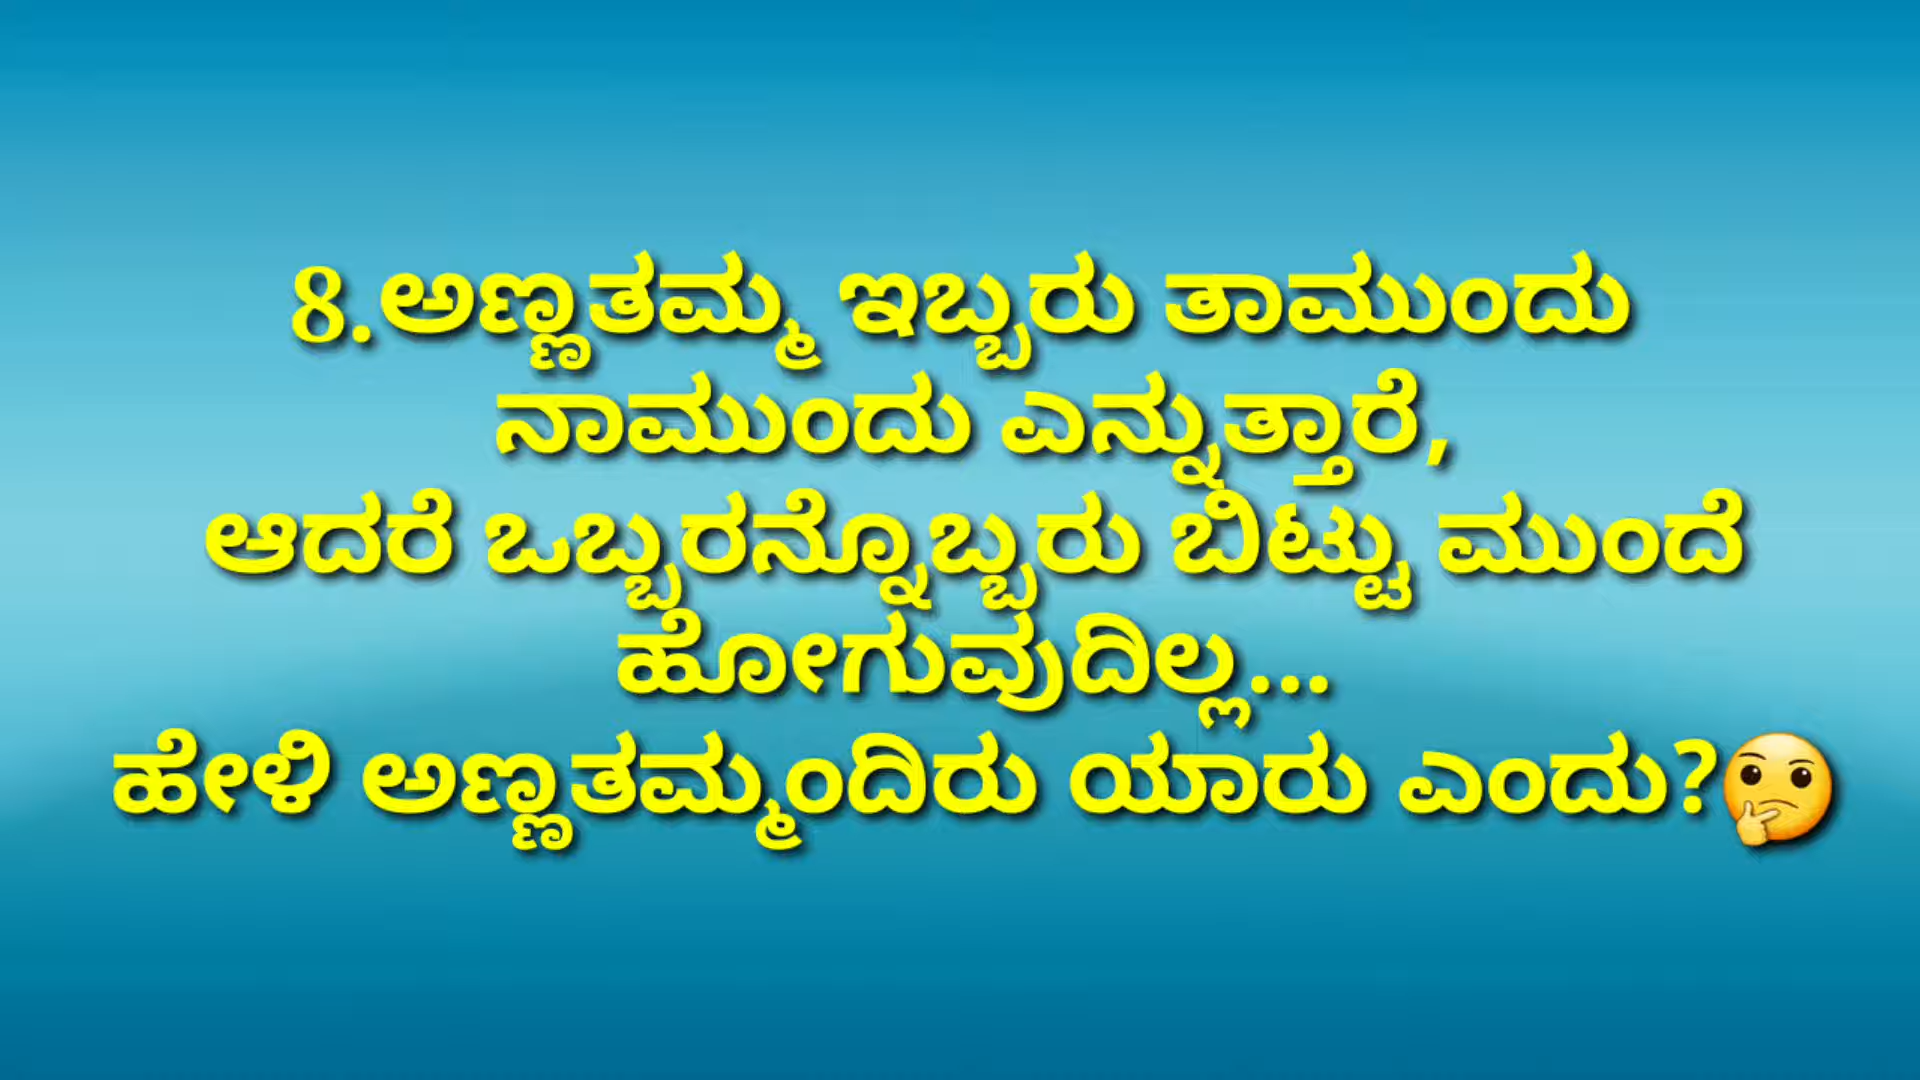 8.ಅಣ್ಣತಮ್ಮ ಇಬ್ಬರು ತಾಮುಂದು
ನಾಮುಂದು ಎನ್ನುತ್ತಾರೆ,
ಆದರೆ ಒಬ್ಬರನ್ನೊಬ್ಬರು ಬಿಟ್ಟು ಮುಂದೆ
ಹೋಗುವುದಿಲ್ಲ...
ಹೇಳಿ ಅಣ್ಣತಮ್ಮಂದಿರು ಯಾರು ಎಂದು?🤔